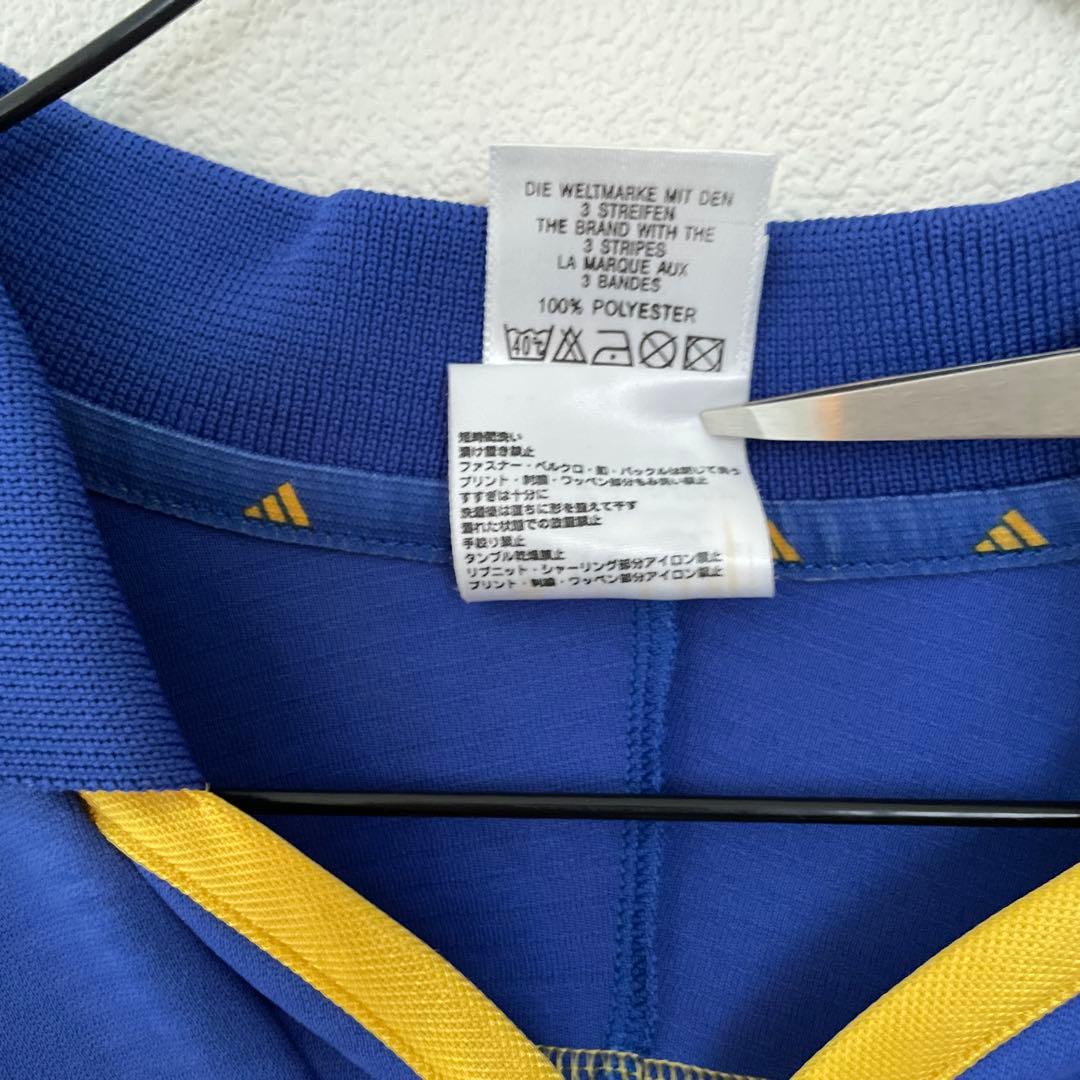 DIE WELTMARKE MIT DEN
3 STREIFEN
THE BRAND WITH THE
3 STRIPES
LA MARQUE AUX
3 BANDES
100% POLYESTER
40℃
短時間洗い
漬け置き禁止
ファスナー・ベルクロ・釦・バックルは閉じて洗う
プリント・刺繍・ワッペン部分もみ洗い禁止
すすぎは十分に
洗濯後は直ちに形を整えて干す
濡れた状態での放置禁止
手絞り禁止
タンブル乾燥禁止
リブニット・シャーリング部分アイロン禁止
プリント・刺繍・ワッペン部分アイロン禁止